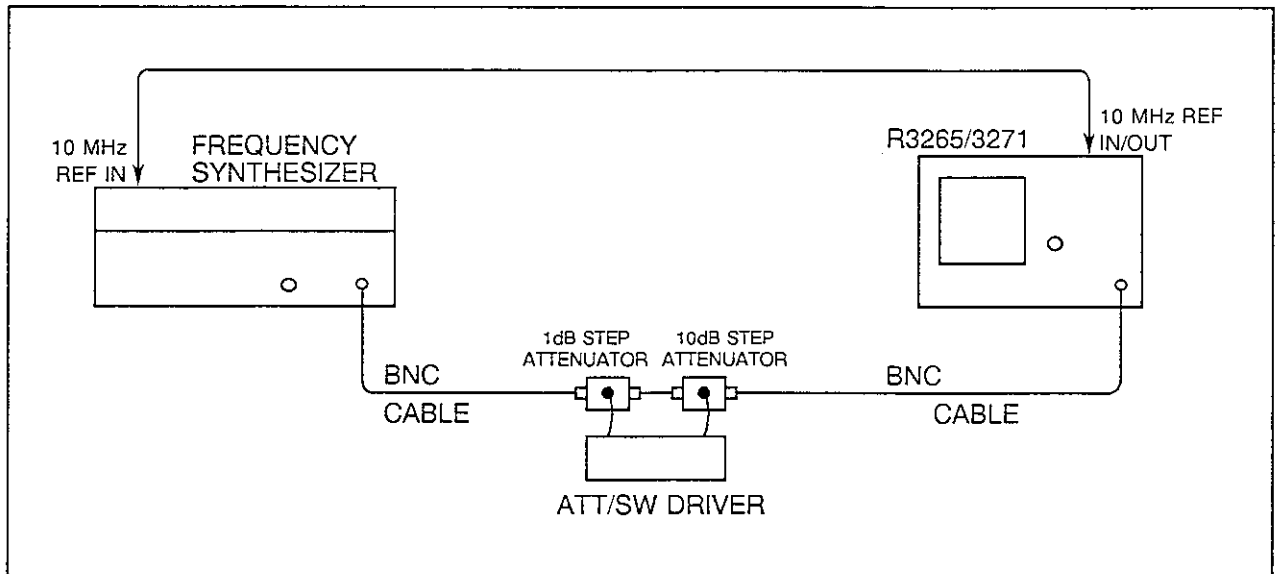 10 MHz
REF IN
FREQUENCY
SYNTHESIZER
R3265/3271
10 MHz REF
IN/OUT
1dB STEP
ATTENUATOR
10dB STEP
ATTENUATOR
BNC
CABLE
BNC
CABLE
ATT/SW DRIVER